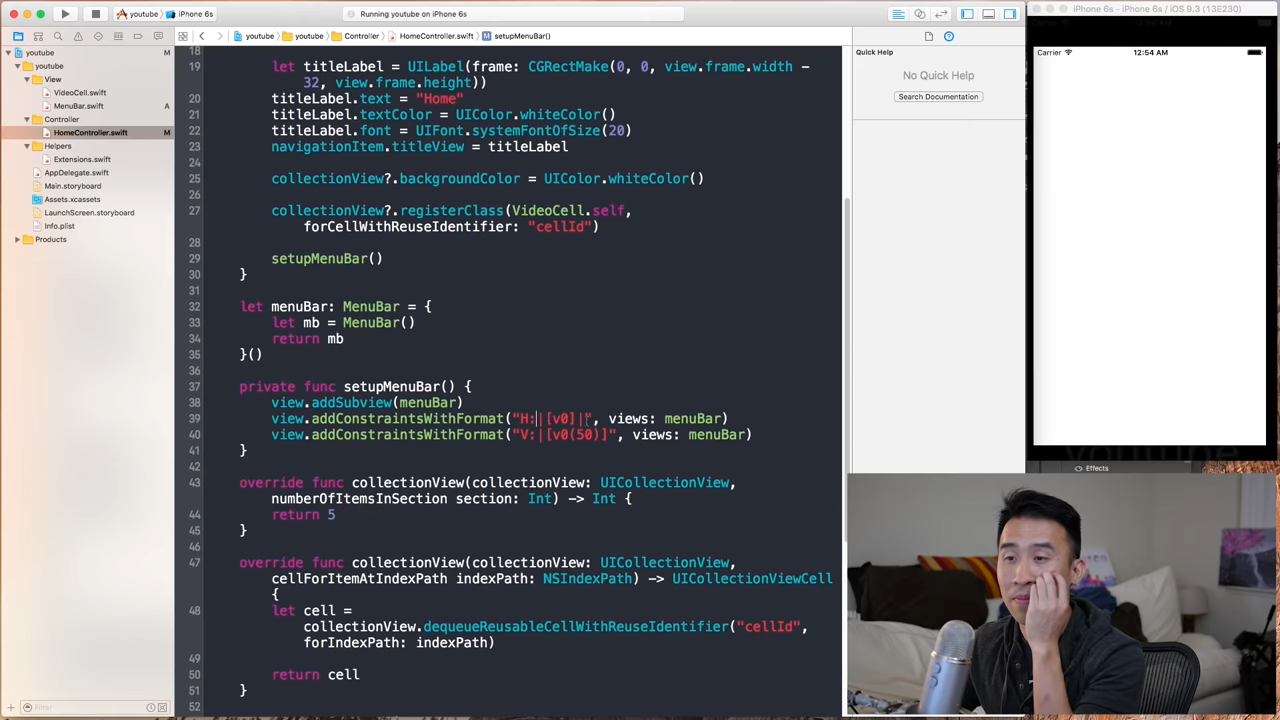 youtube
iPhone 6s
Running youtube on iPhone 6s
iPhone 6s - iPhone 6s / iOS 9.3 (13E230)
youtube
youtube
Controller
HomeController.swift
setupMenuBar()
youtube M
youtube
View
VideoCell.swift
MenuBar.swift A
Controller
HomeController.swift M
Helpers
Extensions.swift
AppDelegate.swift
Main.storyboard
Assets.xcassets
LaunchScreen.storyboard
Info.plist
Products
Filter
18
19 let titleLabel = UILabel(frame: CGRectMake(0, 0, view.frame.width -
32, view.frame.height))
20 titleLabel.text = "Home"
21 titleLabel.textColor = UIColor.whiteColor()
22 titleLabel.font = UIFont.systemFontOfSize(20)
23 navigationItem.titleView = titleLabel
24
25 collectionView?.backgroundColor = UIColor.whiteColor()
26
27 collectionView?.registerClass(VideoCell.self,
forCellWithReuseIdentifier: "cellId")
28
29 setupMenuBar()
30 }
31
32 let menuBar: MenuBar = {
33 let mb = MenuBar()
34 return mb
35 }()
36
37 private func setupMenuBar() {
38 view.addSubview(menuBar)
39 view.addConstraintsWithFormat("H:|[v0]|", views: menuBar)
40 view.addConstraintsWithFormat("V:|[v0(50)]", views: menuBar)
41 }
42
43 override func collectionView(collectionView: UICollectionView,
numberOfItemsInSection section: Int) -> Int {
44 return 5
45 }
46
47 override func collectionView(collectionView: UICollectionView,
cellForItemAtIndexPath indexPath: NSIndexPath) -> UICollectionViewCell
{
48 let cell =
collectionView.dequeueReusableCellWithReuseIdentifier("cellId",
forIndexPath: indexPath)
49
50 return cell
51 }
52
Quick Help
No Quick Help
Search Documentation
Carrier 12:54 AM
Effects